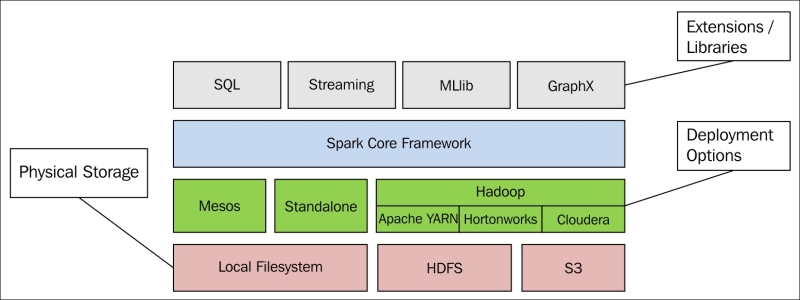 Extensions /
Libraries
SQL
Streaming
MLlib
GraphX
Spark Core Framework
Deployment
Options
Physical Storage
Mesos
Standalone
Hadoop
Apache YARN
Hortonworks
Cloudera
Local Filesystem
HDFS
S3